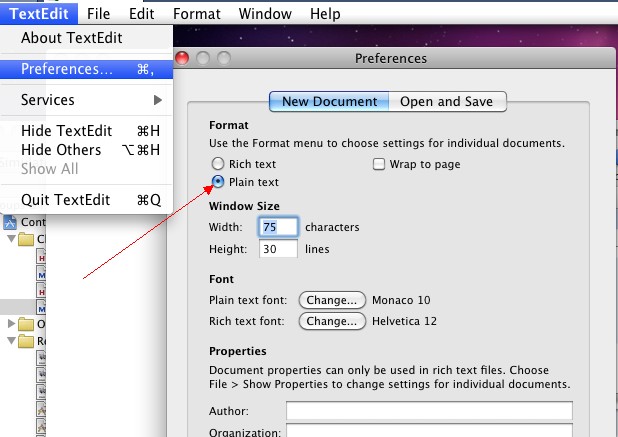 TextEdit File Edit Format Window Help
About TextEdit
Preferences... ⌘,
Services
Hide TextEdit ⌘H
Hide Others ⌥⌘H
Show All
Quit TextEdit ⌘Q
Preferences
New Document Open and Save
Format
Use the Format menu to choose settings for individual documents.
Rich text Wrap to page
Plain text
Window Size
Width: 75 characters
Height: 30 lines
Font
Plain text font: Change... Monaco 10
Rich text font: Change... Helvetica 12
Properties
Document properties can only be used in rich text files. Choose
File > Show Properties to change settings for individual documents.
Author:
Organization: